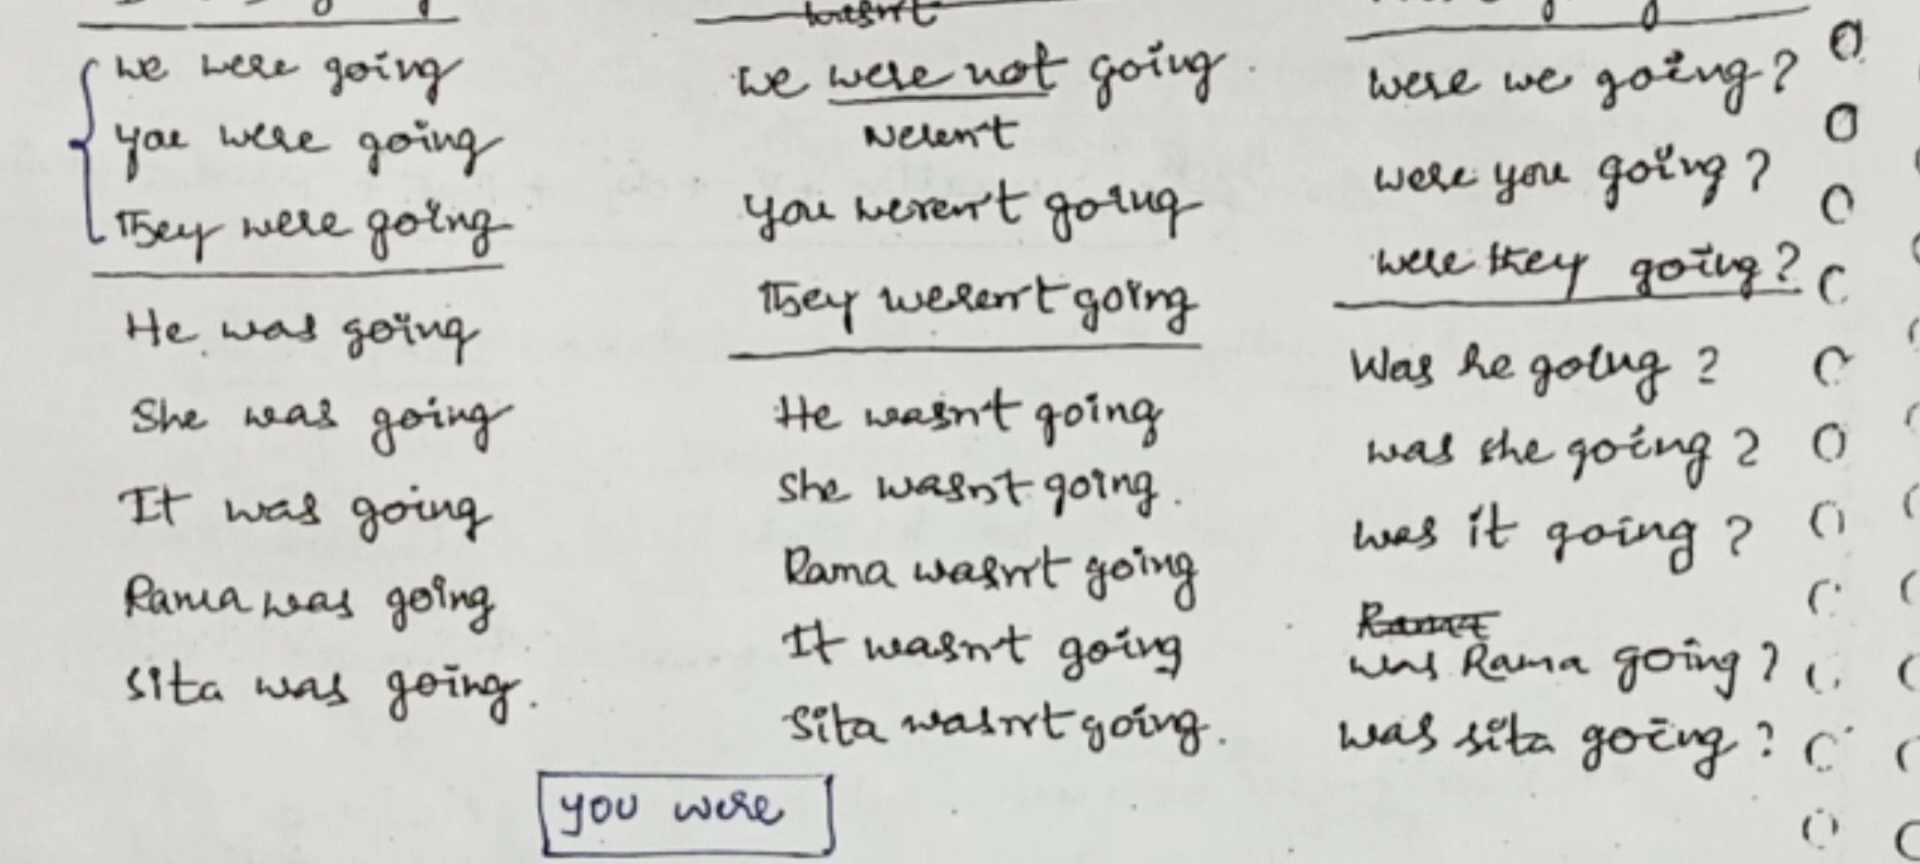 wasn't
we were going
you were going
They were going
He was going
She was going
It was going
Rama was going
Sita was going.
we were not going.
weren't
you weren't going
They weren't going
He wasn't going
She wasn't going.
Rama wasn't going
It wasn't going
Sita wasn't going.
were we going?
were you going?
were they going?
Was he going?
was she going?
was it going?
Rama
was Rama going?
was sita going?
you were